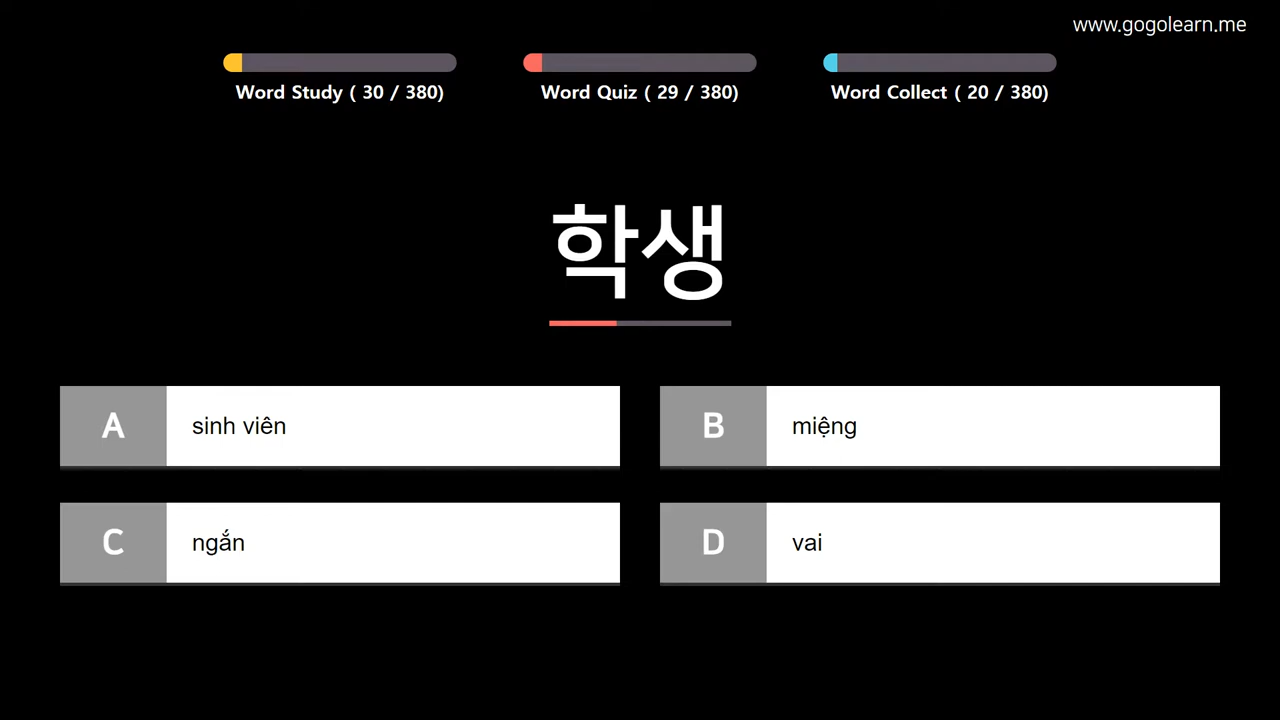 www.gogolearn.me
Word Study ( 30 / 380)
Word Quiz ( 29 / 380)
Word Collect ( 20 / 380)
학생
A sinh viên
B miệng
C ngắn
D vai